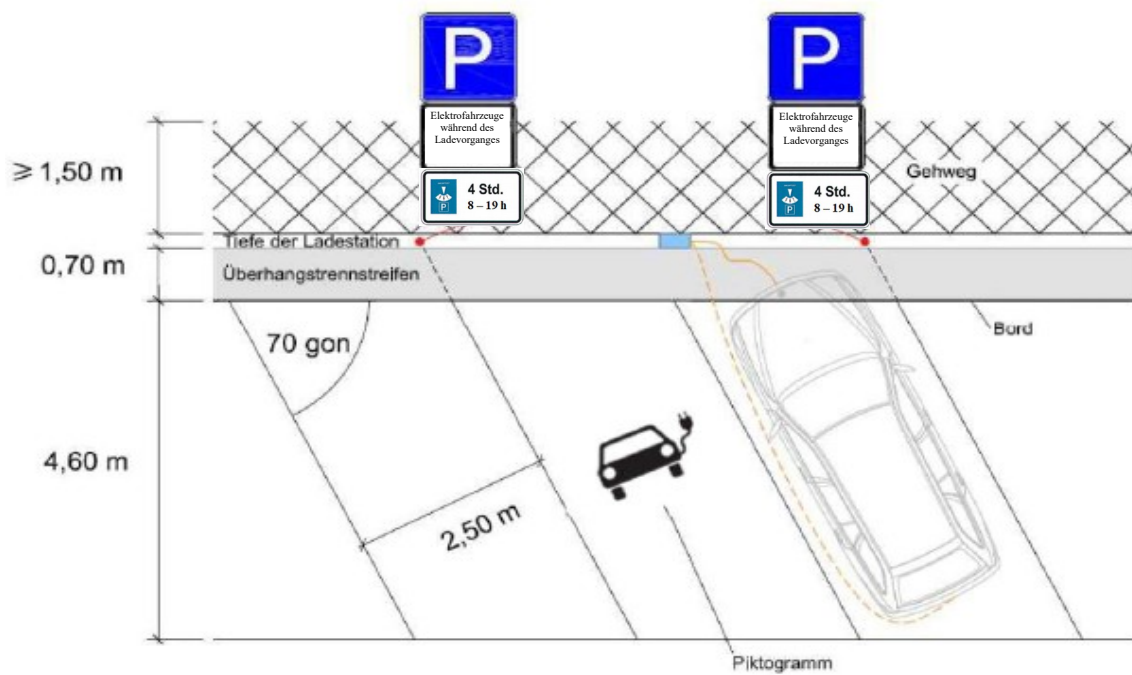 P
P
Elektrofahrzeuge
während des
Ladevorganges
Elektrofahrzeuge
während des
Ladevorganges
P
4 Std.
8 – 19 h
P
4 Std.
8 – 19 h
⩾ 1,50 m
Gehweg
Tiefe der Ladestation
0,70 m
Überhangtrennstreifen
70 gon
Bord
4,60 m
2,50 m
Piktogramm